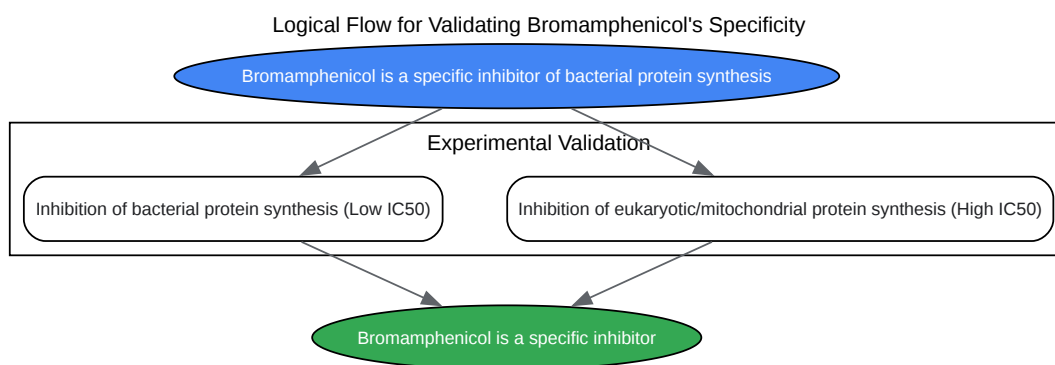 Logical Flow for Validating Bromamphenicol's Specificity
Bromamphenicol is a specific inhibitor of bacterial protein synthesis
Experimental Validation
Inhibition of bacterial protein synthesis (Low IC50)
Inhibition of eukaryotic/mitochondrial protein synthesis (High IC50)
Bromamphenicol is a specific inhibitor